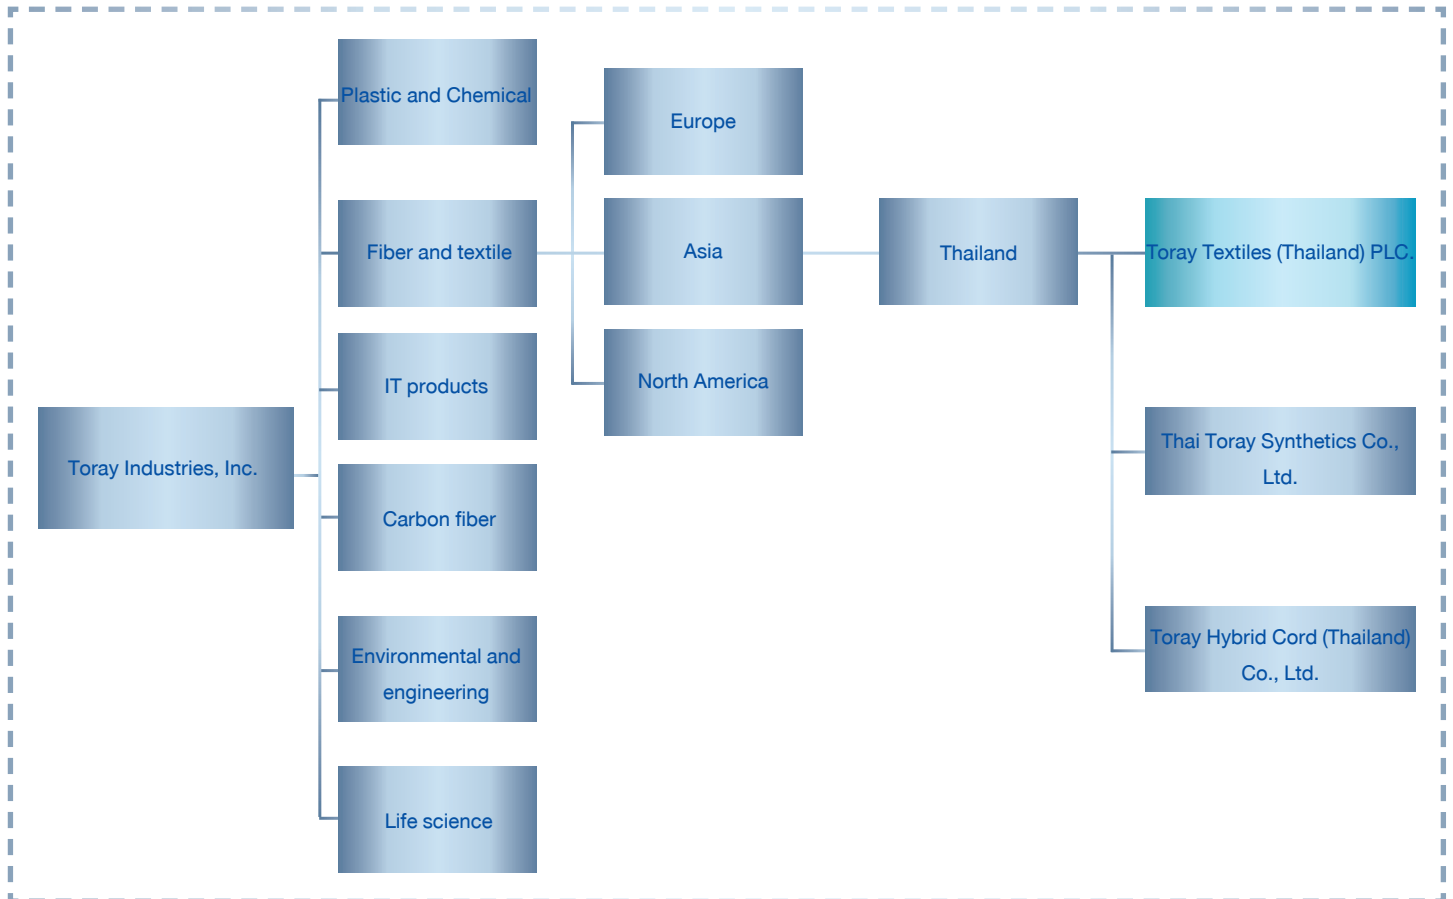 Toray Industries, Inc.
Plastic and Chemical
Fiber and textile
IT products
Carbon fiber
Environmental and
engineering
Life science
Europe
Asia
North America
Thailand
Toray Textiles (Thailand) PLC.
Thai Toray Synthetics Co.,
Ltd.
Toray Hybrid Cord (Thailand)
Co., Ltd.